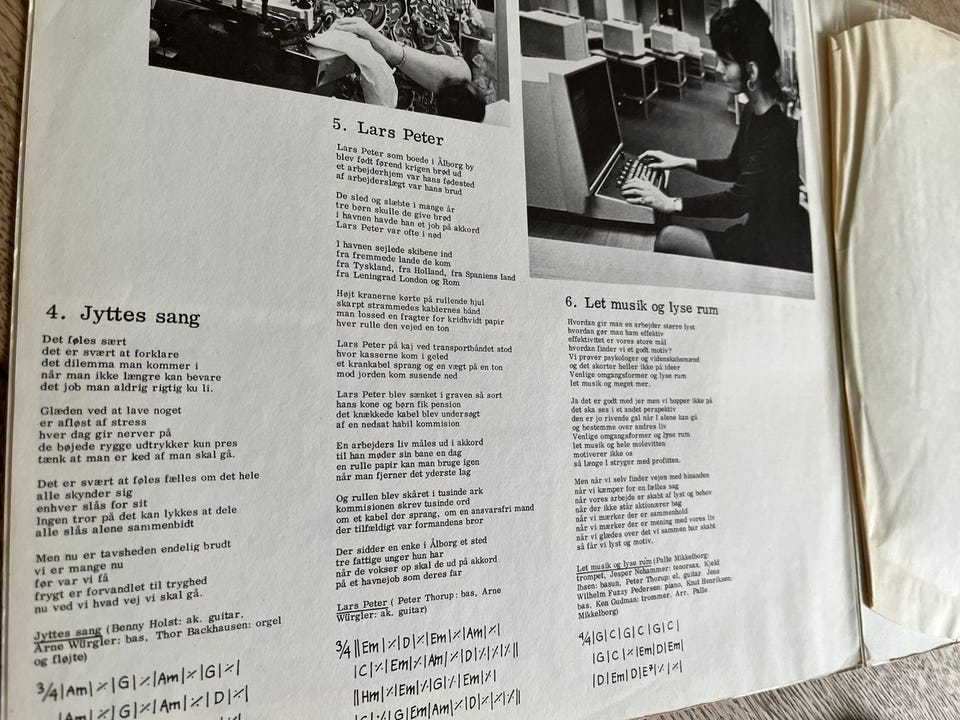 4. Jyttes sang
Det føles sært
det er svært at forklare
det dilemma man kommer i
når man ikke længre kan bevare
det job man aldrig rigtig ku li.
Glæden ved at lave noget
er afløst af stress
hver dag gir nerver på
de bøjede rygge udtrykker kun pres
tænk at man er ked af man skal gå.
Det er svært at føles fælles om det hele
alle skynder sig
enhver slås for sit
Ingen tror på det kan lykkes at dele
alle slås alene sammenbidt
Men nu er tavsheden endelig brudt
vi er mange nu
før var vi få
frygt er forvandlet til tryghed
nu ved vi hvad vej vi skal gå.
Jyttes sang (Benny Holst: ak. guitar,
Arne Würgler: bas, Thor Backhausen: orgel
og fløjte)
3/4|Am|٪|G|٪|Am|٪|G|٪|
|Am|٪|G|٪|Am|٪|D|٪|
5. Lars Peter
Lars Peter som boede i Ålborg by
blev født førend krigen brød ud
et arbejderhjem var hans fødested
af arbejderslægt var hans brud
De sled og slæbte i mange år
tre børn skulle de give brød
i havnen havde han et job på akkord
Lars Peter var ofte i nød
I havnen sejlede skibene ind
fra fremmede lande de kom
fra Tyskland, fra Holland, fra Spaniens land
fra Leningrad London og Rom
Højt kranerne kørte på rullende hjul
skarpt strammedes kablernes bånd
man lossed en fragter for kridhvidt papir
hver rulle den vejed en ton
Lars Peter på kaj ved transportbåndet stod
hvor kasserne kom i geled
et krankabel sprang og en vægt på en ton
mod jorden kom susende ned
Lars Peter blev sænket i graven så sort
hans kone og børn fik pension
det knækkede kabel blev undersøgt
af en nedsat habil kommision
En arbejders liv måles ud i akkord
til han møder sin bane en dag
en rulle papir kan man bruge igen
når man fjerner det yderste lag
Og rullen blev skåret i tusinde ark
kommisionen skrev tusinde ord
om et kabel der sprang, om en ansvarsfri mand
der tilfældigt var formandens bror
Der sidder en enke i Ålborg et sted
tre fattige unger hun har
når de vokser op skal de ud på akkord
på et havnejob som deres far
Lars Peter ( Peter Thorup: bas, Arne
Würgler: ak. guitar)
3/4||Em|٪|D|٪|Em|٪|Am|٪|
|C|٪|Em|٪|Am|٪|D|٪|٪|٪||
||Hm|٪|Em|٪|G|٪|Em|٪|
|C|٪|G|Em|Am|٪|D|٪|٪|٪||
6. Let musik og lyse rum
Hvordan gir man en arbejder større lyst
hvordan gør man ham effektiv
effektivitet er vores store mål
hvordan finder vi et godt motiv?
Vi prøver psykologer og videnskabsmænd
og det skorter heller ikke på ideer
Venlige omgangsformer og lyse rum
let musik og meget mer.
Ja det er godt med jer men vi hopper ikke på
det ska ses i et andet perspektiv
den er jo rivende gal når I alene kan gå
og bestemme over andres liv
Venlige omgangsformer og lyse rum
let musik og hele molevitten
motiverer ikke os
så længe I stryger med profitten.
Men når vi selv finder vejen med hinanden
når vi kæmper for en fælles sag
når vores arbejde er skabt af lyst og behov
når der ikke står aktionærer bag
når vi mærker der er sammenhold
når vi mærker der er mening med vores liv
når vi glædes over det vi sammen har skabt
så får vi lyst og motiv.
Let musik og lyse rum (Palle Mikkelborg:
trompet, Jesper Nehammer: tenorsax, Kjeld
Ibsen: basun, Peter Thorup: el. guitar, Jens
Wilhelm Fuzzy Pedersen: piano, Knut Henriksen:
bas, Ken Gudman: trommer. Arr. Palle
Mikkelborg)
4/4|G|C|G|C|G|C|
|G|C|٪|Em|D|Em|
|D|Em|D|E7|٪|٪|